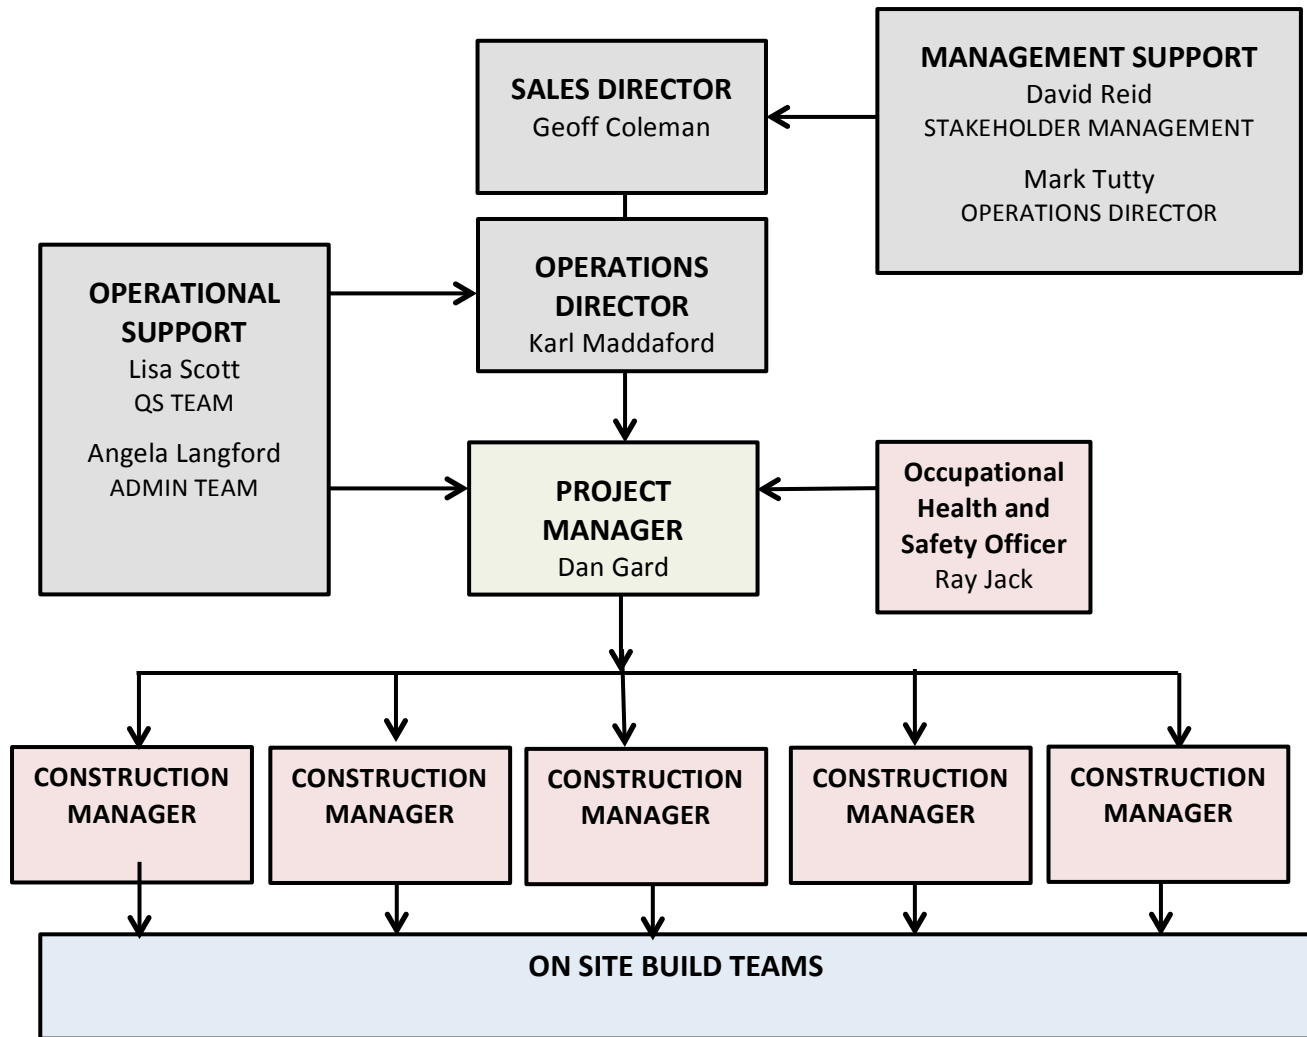 SALES DIRECTOR
Geoff Coleman
MANAGEMENT SUPPORT
David Reid
STAKEHOLDER MANAGEMENT
Mark Tutty
OPERATIONS DIRECTOR
OPERATIONAL
SUPPORT
Lisa Scott
QS TEAM
Angela Langford
ADMIN TEAM
OPERATIONS
DIRECTOR
Karl Maddaford
PROJECT
MANAGER
Dan Gard
Occupational
Health and
Safety Officer
Ray Jack
CONSTRUCTION
MANAGER
CONSTRUCTION
MANAGER
CONSTRUCTION
MANAGER
CONSTRUCTION
MANAGER
CONSTRUCTION
MANAGER
ON SITE BUILD TEAMS